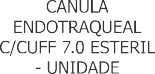 CANULA
ENDOTRAQUEAL
C/CUFF 7.0 ESTERIL
- UNIDADE